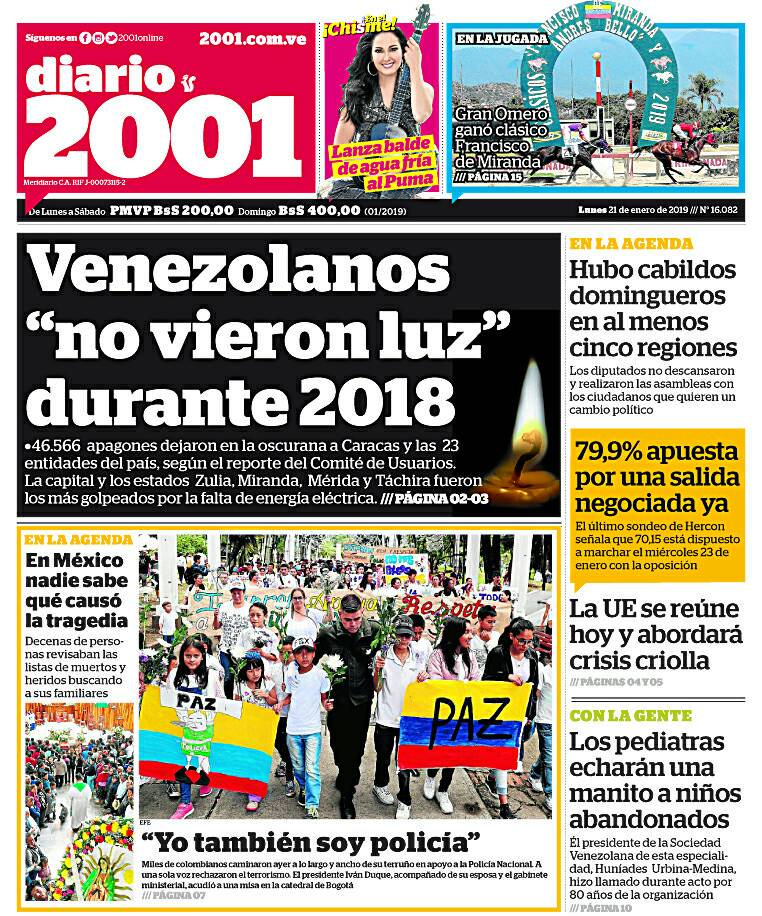 Síguenos en 2001online
2001.com.ve
diario
2001
Meridiario C.A. RIF J-00073115-2
¡En el
Chisme!
Lanza balde
de agua fría
al Puma
EN LA JUGADA
Gran Omero
ganó clásico
Francisco
de Miranda
/// PÁGINA 15
CLÁSICOS FRANCISCO MIRANDA Y
ANDRÉS BELLO
2019
De Lunes a Sábado PMVP BsS 200,00 Domingo BsS 400,00 (01/2019)
Lunes 21 de enero de 2019 /// N° 16.082
Venezolanos
“no vieron luz”
durante 2018
•46.566 apagones dejaron en la oscurana a Caracas y las 23
entidades del país, según el reporte del Comité de Usuarios.
La capital y los estados Zulia, Miranda, Mérida y Táchira fueron
los más golpeados por la falta de energía eléctrica. /// PÁGINA 02-03
EN LA AGENDA
Hubo cabildos
domingueros
en al menos
cinco regiones
Los diputados no descansaron
y realizaron las asambleas con
los ciudadanos que quieren un
cambio político
79,9% apuesta
por una salida
negociada ya
El último sondeo de Hercon
señala que 70,15 está dispuesto
a marchar el miércoles 23 de
enero con la oposición
La UE se reúne
hoy y abordará
crisis criolla
/// PÁGINAS 04 Y 05
EN LA AGENDA
En México
nadie sabe
qué causó
la tragedia
Decenas de perso-
nas revisaban las
listas de muertos y
heridos buscando
a sus familiares
PAZ
POLICÍA
PAZ
EFE
“Yo también soy policía”
Miles de colombianos caminaron ayer a lo largo y ancho de su terruño en apoyo a la Policía Nacional. A
una sola voz rechazaron el terrorismo. El presidente Iván Duque, acompañado de su esposa y el gabinete
ministerial, acudió a una misa en la catedral de Bogotá
/// PÁGINA 07
CON LA GENTE
Los pediatras
echarán una
manito a niños
abandonados
Él presidente de la Sociedad
Venezolana de esta especiali-
dad, Huníades Urbina-Medina,
hizo llamado durante acto por
80 años de la organización
/// PÁGINA 10